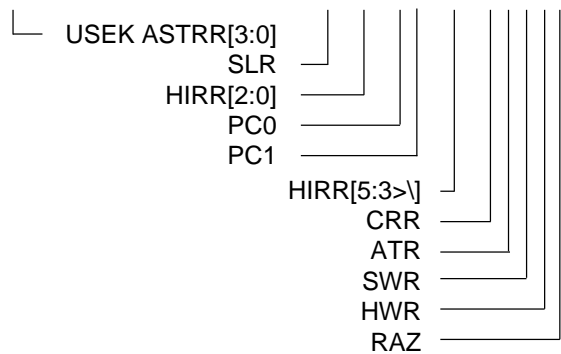 USEK ASTRR[3:0]
SLR
HIRR[2:0]
PC0
PC1
HIRR[5:3>\]
CRR
ATR
SWR
HWR
RAZ